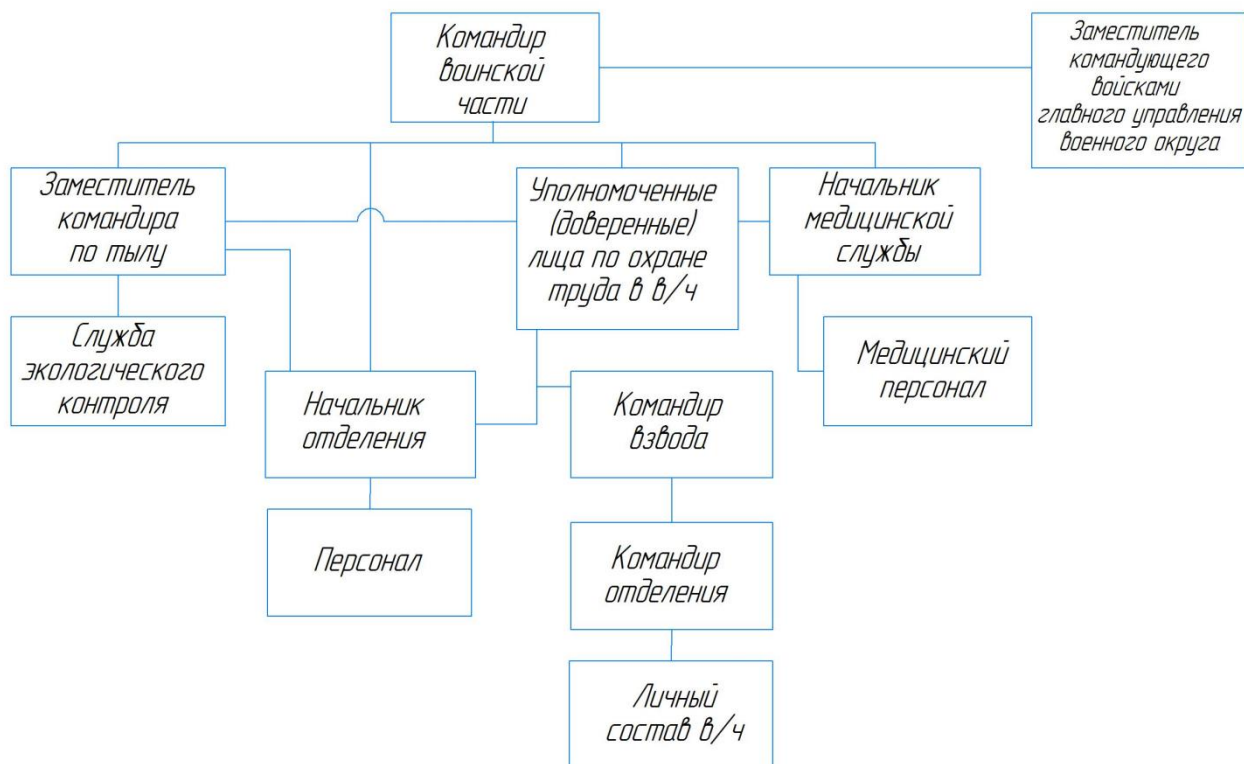 Командир
воинской
части
Заместитель
командующего
войсками
главного управления
военного округа
Заместитель
командира
по тылу
Уполномоченные
(доверенные)
лица по охране
труда в в/ч
Начальник
медицинской
службы
Служба
экологического
контроля
Начальник
отделения
Командир
взвода
Медицинский
персонал
Персонал
Командир
отделения
Личный
состав в/ч